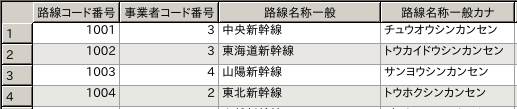 路線コード番号 事業者コード番号 路線名称一般 路線名称一般カナ
1 1001 3 中央新幹線 チュウオウシンカンセン
2 1002 3 東海道新幹線 トウカイドウシンカンセン
3 1003 4 山陽新幹線 サンヨウシンカンセン
4 1004 2 東北新幹線 トウホクシンカンセン